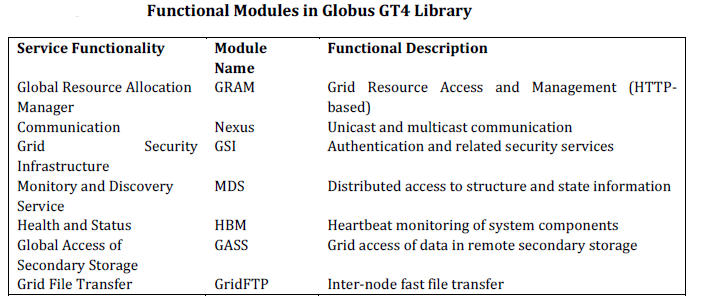 Functional Modules in Globus GT4 Library
Service Functionality Module Functional Description
Name
Global Resource Allocation GRAM Grid Resource Access and Management (HTTP-
Manager based)
Communication Nexus Unicast and multicast communication
Grid Security GSI Authentication and related security services
Infrastructure
Monitory and Discovery MDS Distributed access to structure and state information
Service
Health and Status HBM Heartbeat monitoring of system components
Global Access of GASS Grid access of data in remote secondary storage
Secondary Storage
Grid File Transfer GridFTP Inter-node fast file transfer